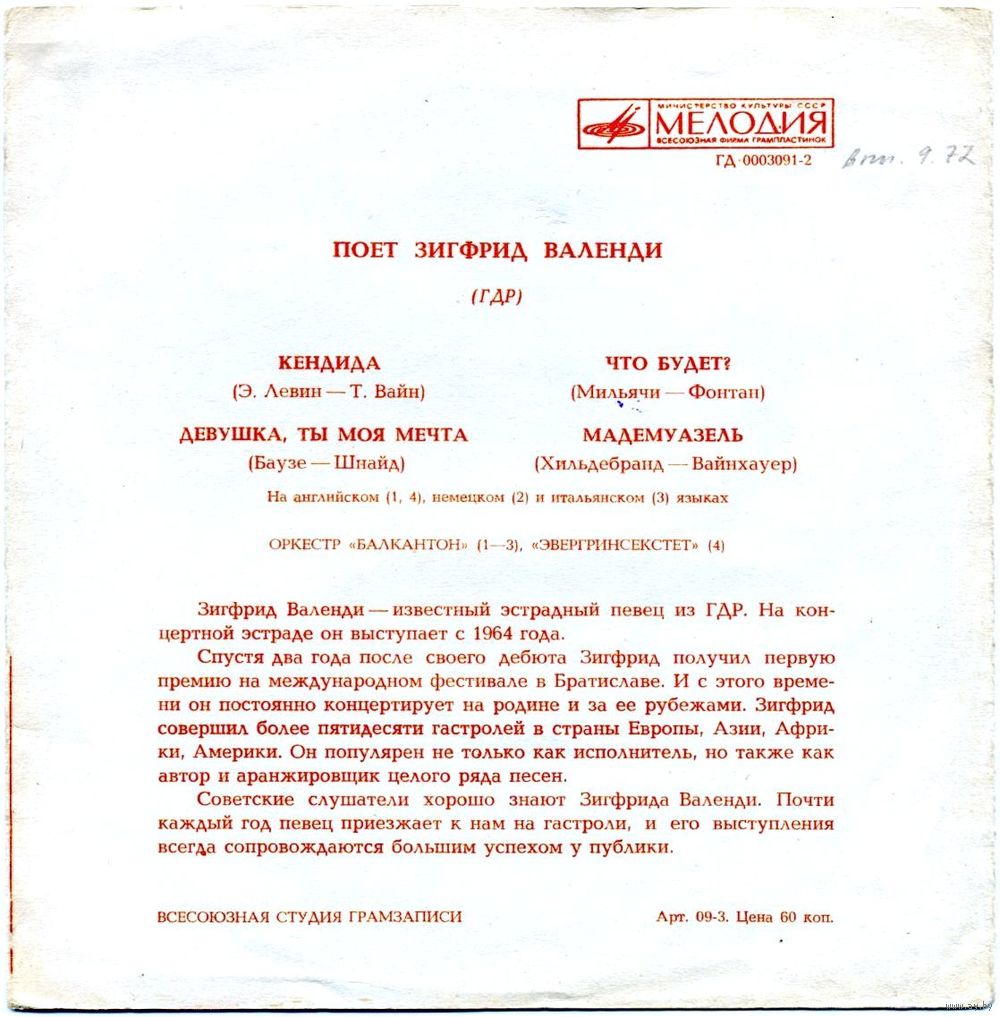 МИНИСТЕРСТВО КУЛЬТУРЫ СССР
МЕЛОДИЯ
ВСЕСОЮЗНАЯ ФИРМА ГРАМПЛАСТИНОК
ГД-0003091-2
9.72
ПОЕТ ЗИГФРИД ВАЛЕНДИ
(ГДР)
КЕНДИДА
(Э. Левин — Т. Вайн)
ДЕВУШКА, ТЫ МОЯ МЕЧТА
(Баузе — Шнайд)
ЧТО БУДЕТ?
(Мильячи — Фонтан)
МАДЕМУАЗЕЛЬ
(Хильдебранд — Вайнхауер)
На английском (1, 4), немецком (2) и итальянском (3) языках
ОРКЕСТР «БАЛКАНТОН» (1—3), «ЭВЕРГРИНСЕКСТЕТ» (4)
Зигфрид Валенди — известный эстрадный певец из ГДР. На кон-
цертной эстраде он выступает с 1964 года.
Спустя два года после своего дебюта Зигфрид получил первую
премию на международном фестивале в Братиславе. И с этого време-
ни он постоянно концертирует на родине и за ее рубежами. Зигфрид
совершил более пятидесяти гастролей в страны Европы, Азии, Афри-
ки, Америки. Он популярен не только как исполнитель, но также как
автор и аранжировщик целого ряда песен.
Советские слушатели хорошо знают Зигфрида Валенди. Почти
каждый год певец приезжает к нам на гастроли, и его выступления
всегда сопровождаются большим успехом у публики.
ВСЕСОЮЗНАЯ СТУДИЯ ГРАМЗАПИСИ
Арт. 09-3. Цена 60 коп.